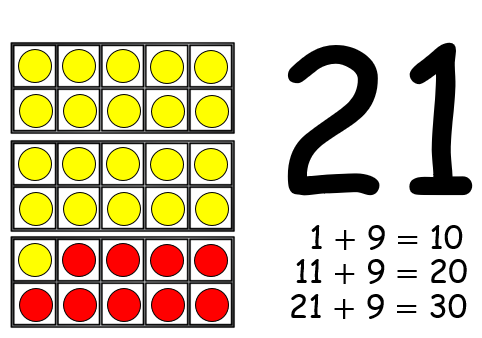 21
1 + 9 = 10
11 + 9 = 20
21 + 9 = 30